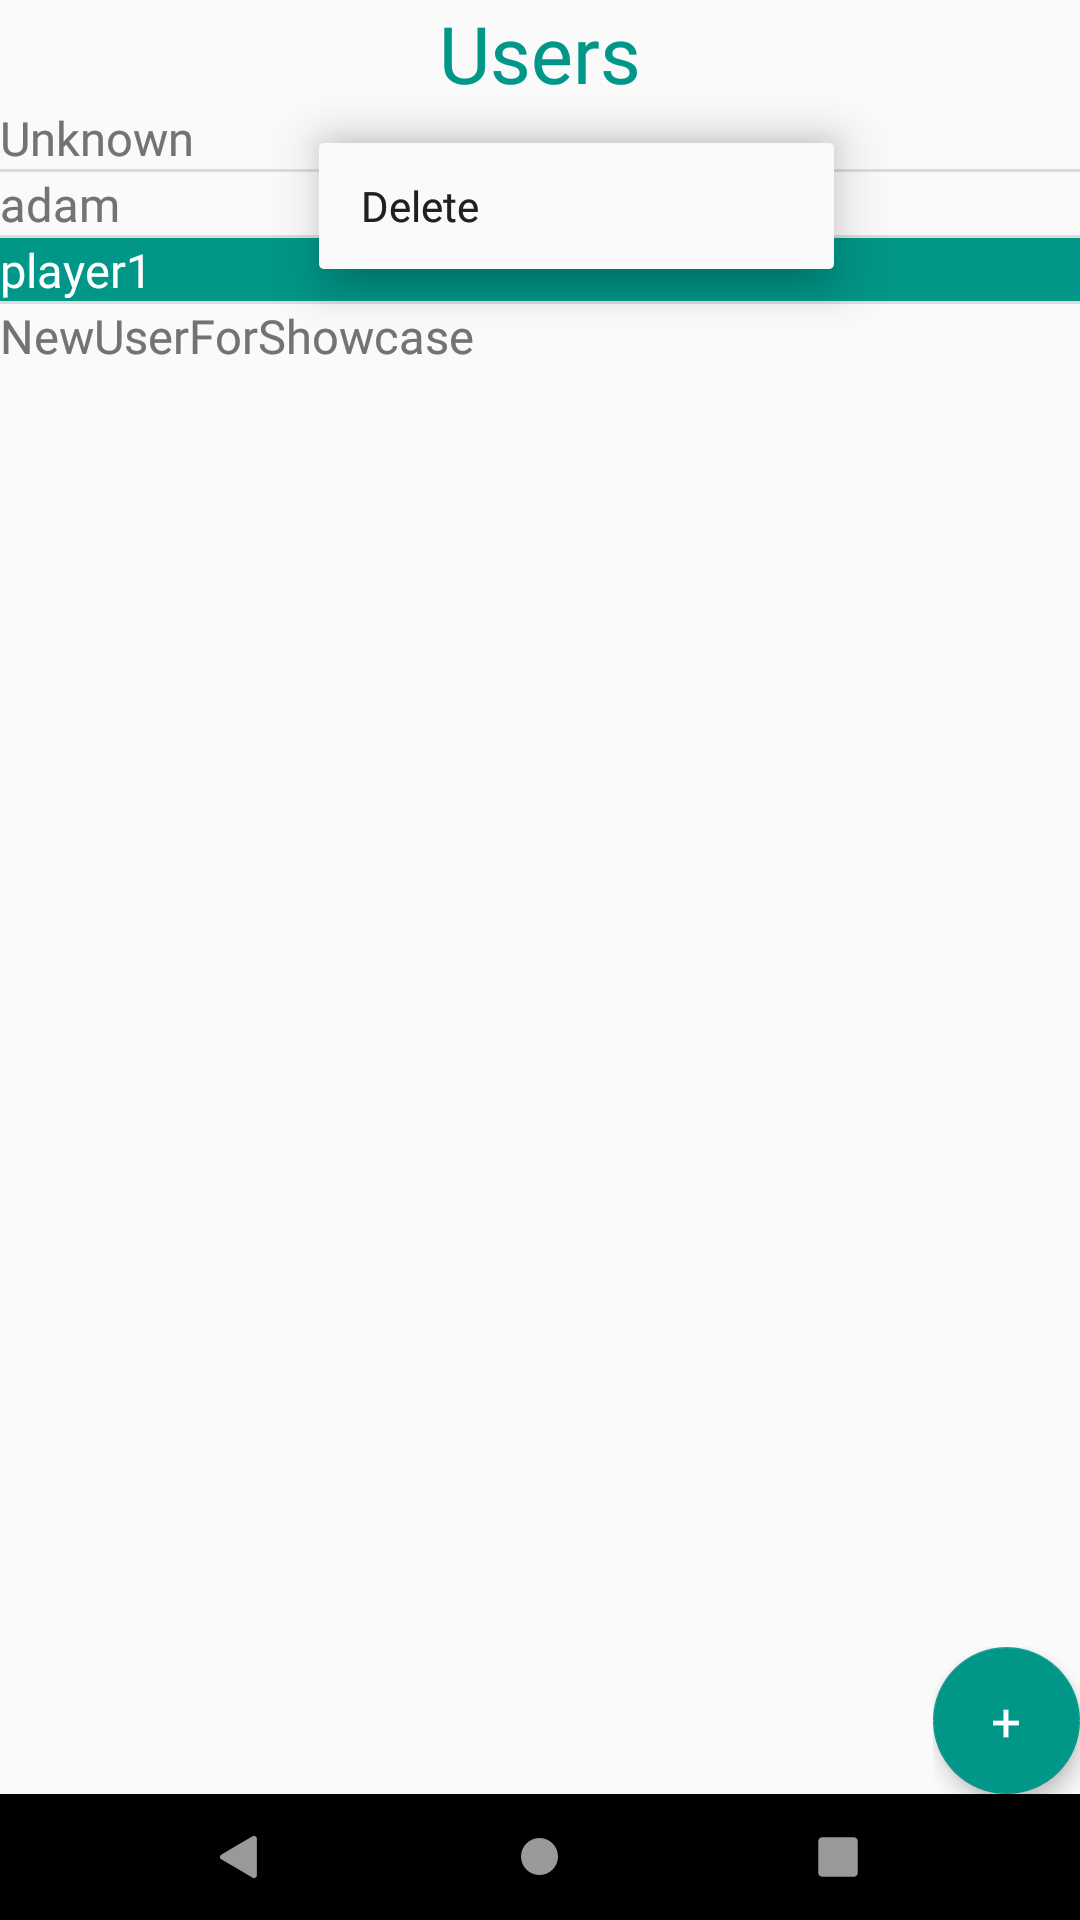 Users
Unknown
adam
Delete
player1
NewUserForShowcase
+